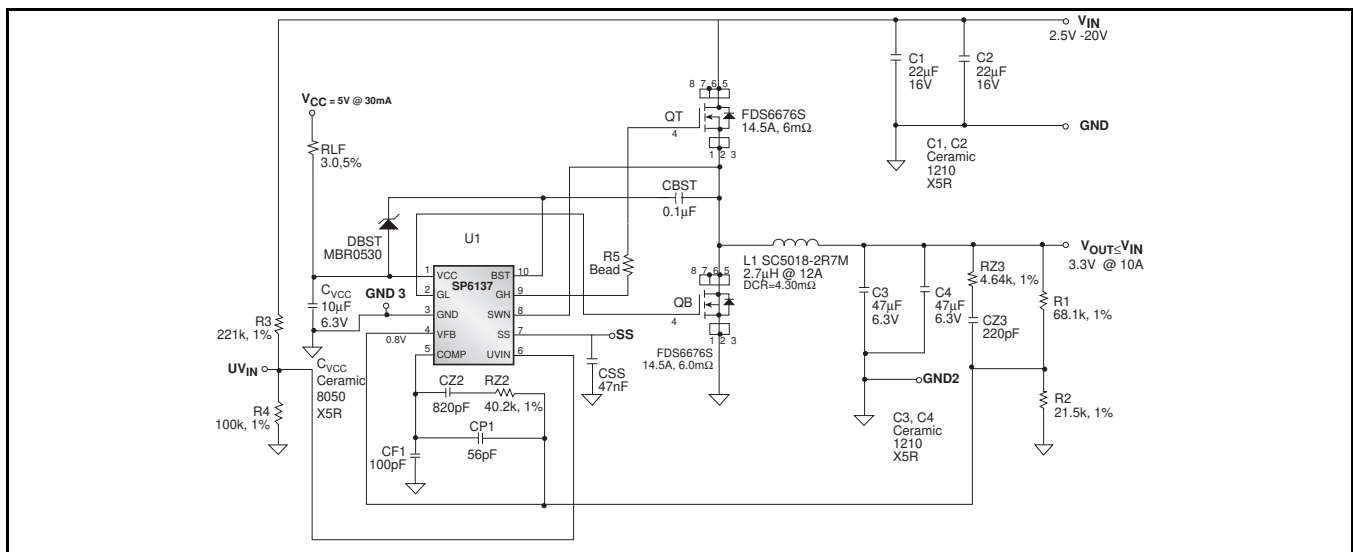 VIN
2.5V -20V
C1
22μF
16V
C2
22μF
16V
GND
C1, C2
Ceramic
1210
X5R
8 7 6 5
QT
4
FDS6676S
14.5A, 6mΩ
1 2 3
VCC = 5V @ 30mA
RLF
3.0,5%
CBST
0.1μF
DBST
MBR0530
U1
R5
Bead
1
VCC
BST
10
SP6137
2
GL
GH
9
3
GND
SWN
8
4
VFB
SS
7
5
COMP
UVIN
6
0.8V
GND 3
CVCC
10μF
6.3V
R3
221k, 1%
UVIN
R4
100k, 1%
CVCC
Ceramic
8050
X5R
SS
CSS
47nF
CZ2
820pF
RZ2
40.2k, 1%
CP1
56pF
CF1
100pF
8 7 6 5
QB
4
1 2 3
FDS6676S
14.5A, 6.0mΩ
L1 SC5018-2R7M
2.7μH @ 12A
DCR=4.30mΩ
VOUT≤VIN
3.3V @ 10A
C3
47μF
6.3V
C4
47μF
6.3V
RZ3
4.64k, 1%
CZ3
220pF
R1
68.1k, 1%
R2
21.5k, 1%
GND2
C3, C4
Ceramic
1210
X5R